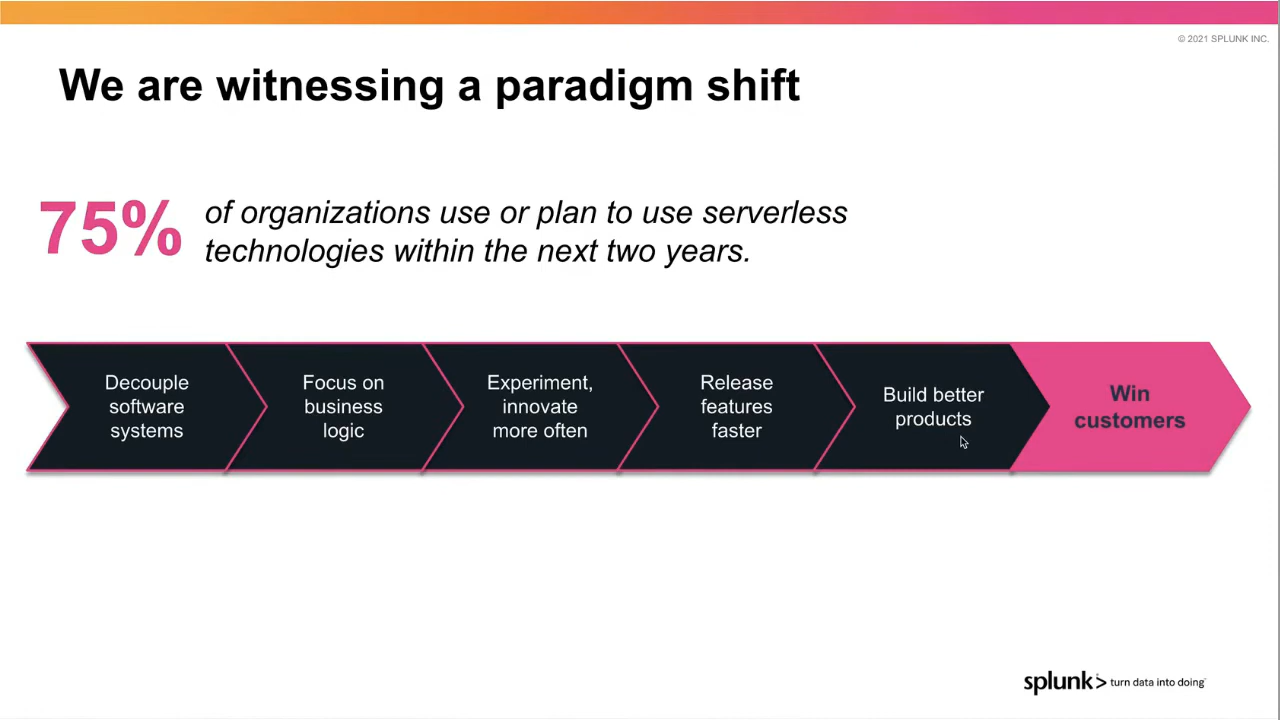 © 2021 SPLUNK INC.
We are witnessing a paradigm shift
75%
of organizations use or plan to use serverless
technologies within the next two years.
Decouple
software
systems
Focus on
business
logic
Experiment,
innovate
more often
Release
features
faster
Build better
products
Win
customers
splunk> turn data into doing™